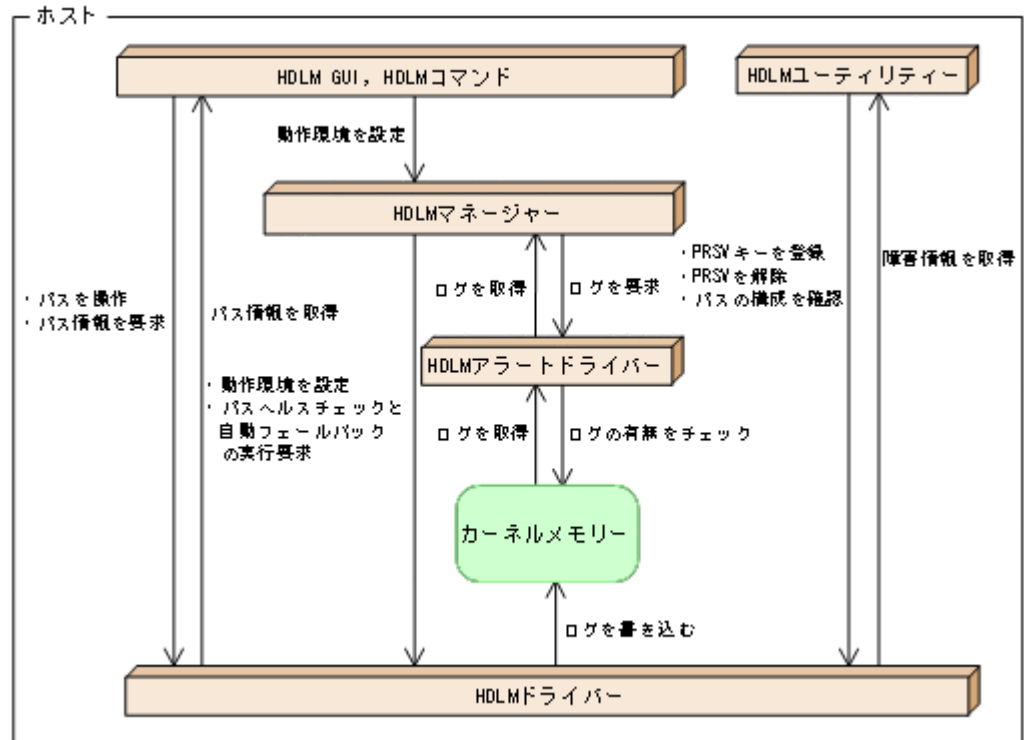 ホスト
HDLM GUI，HDLMコマンド
HDLMユーティリティー
動作環境を設定
HDLMマネージャー
・PRSVキーを登録
・PRSVを解除
・パスの構成を確認
障害情報を取得
ログを取得
ログを要求
・パスを操作
・パス情報を要求
パス情報を取得
HDLMアラートドライバー
・動作環境を設定
・パスヘルスチェックと
自動フェールバック
の実行要求
ログを取得
ログの有無をチェック
カーネルメモリー
ログを書き込む
HDLMドライバー